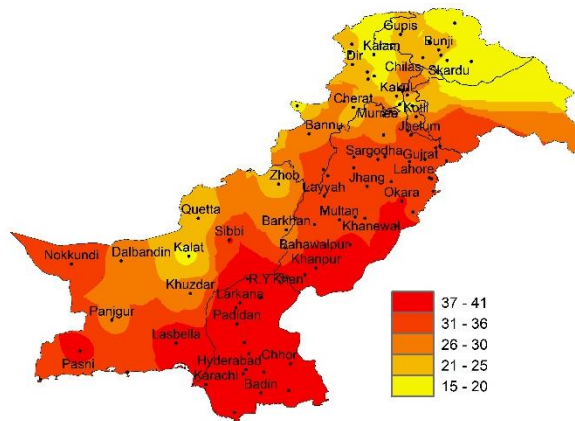 Gupis
Kalam
Bunji
Dir
Chilas
Skardu
Kakul
Cherat
Kotli
Murree
Bannu
Jhelum
Sargodha
Gujrat
Zhob
Jhang
Lahore
Layyah
Okara
Quetta
Barkhan
Multan
Khanewal
Sibbi
Nokkundi
Dalbandin
Kalat
Bahawalpur
Khanpur
Khuzdar
R.Y.Khan
Larkana
Panjgur
Padidan
Lasbella
Pasni
Hyderabad
Chhor
Karachi
Badin
37 - 41
31 - 36
26 - 30
21 - 25
15 - 20